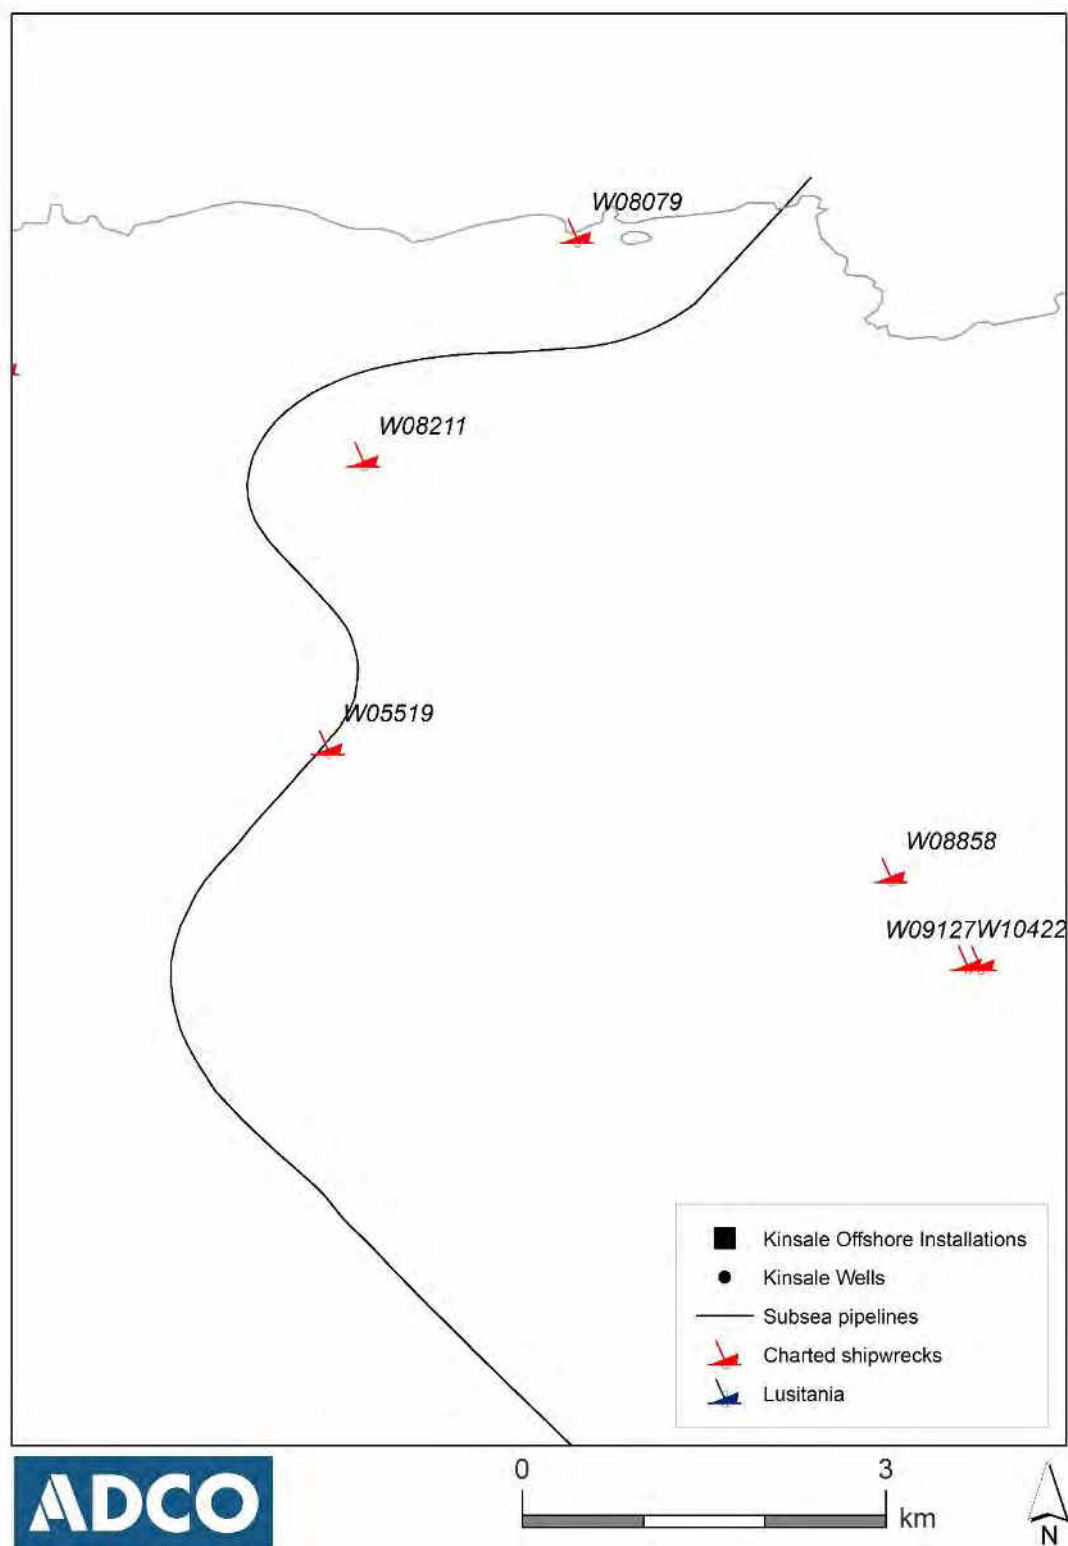 W08079
W08211
W05519
W08858
W09127W10422
Kinsale Offshore Installations
Kinsale Wells
Subsea pipelines
Charted shipwrecks
Lusitania
ADCO
0 3
km
N